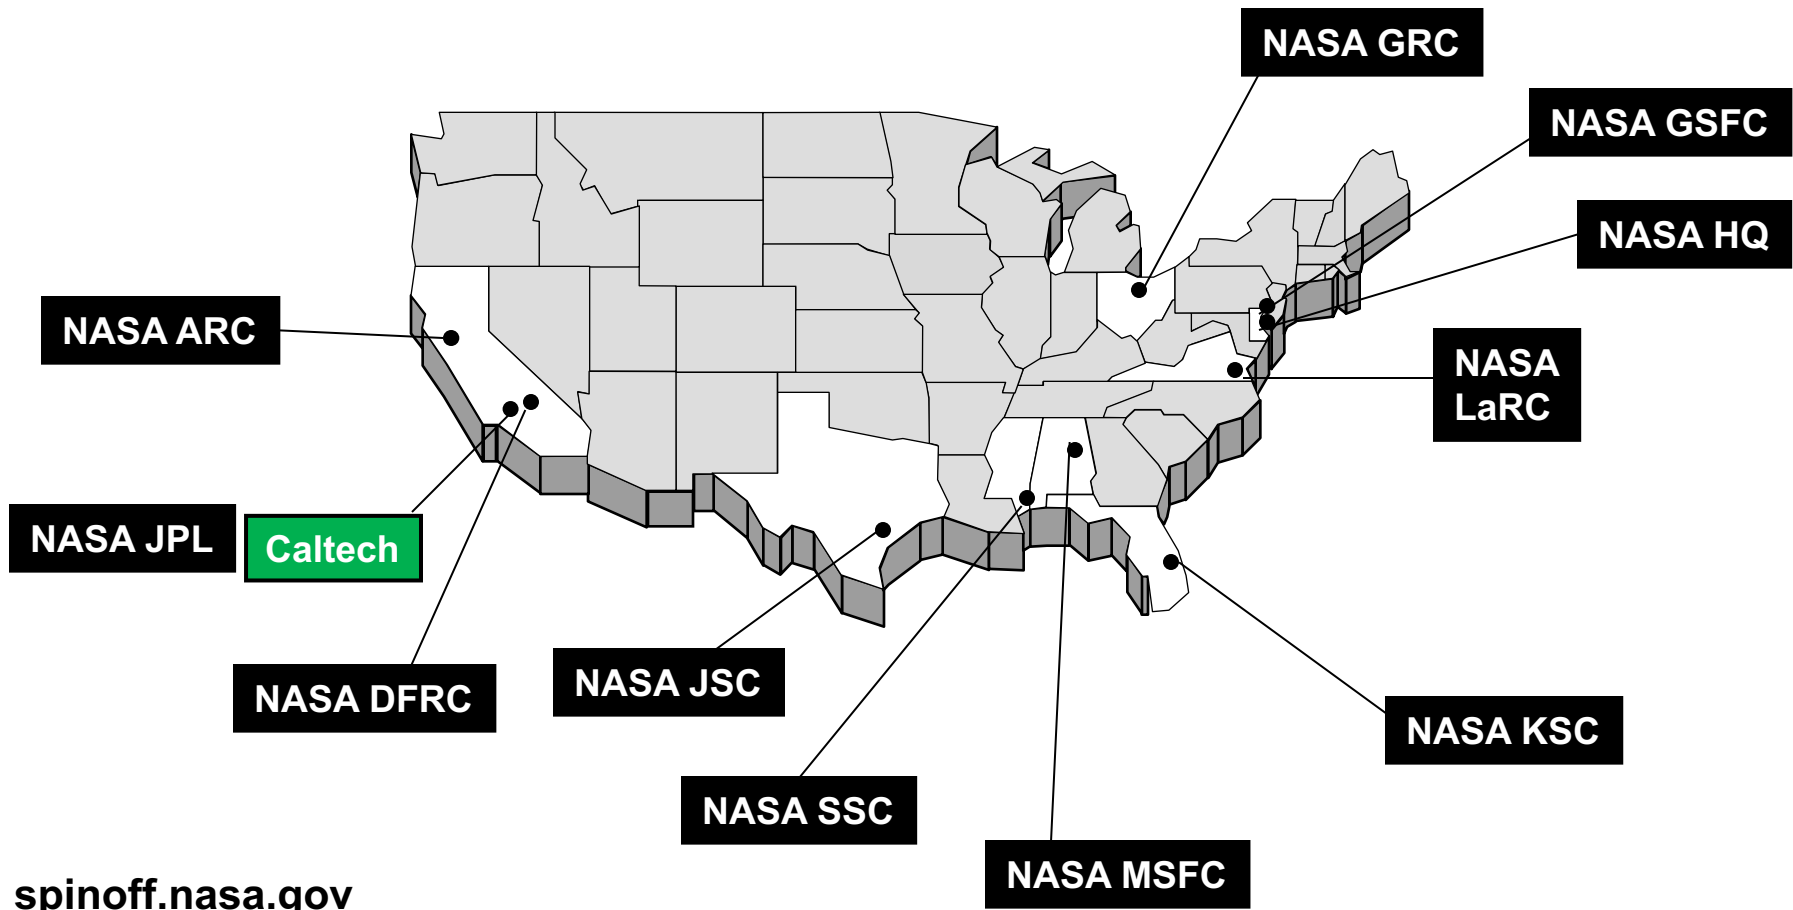 NASA GRC
NASA GSFC
NASA HQ
NASA ARC
NASA
LaRC
NASA JPL
Caltech
NASA DFRC
NASA JSC
NASA KSC
NASA SSC
NASA MSFC
spinoff.nasa.gov